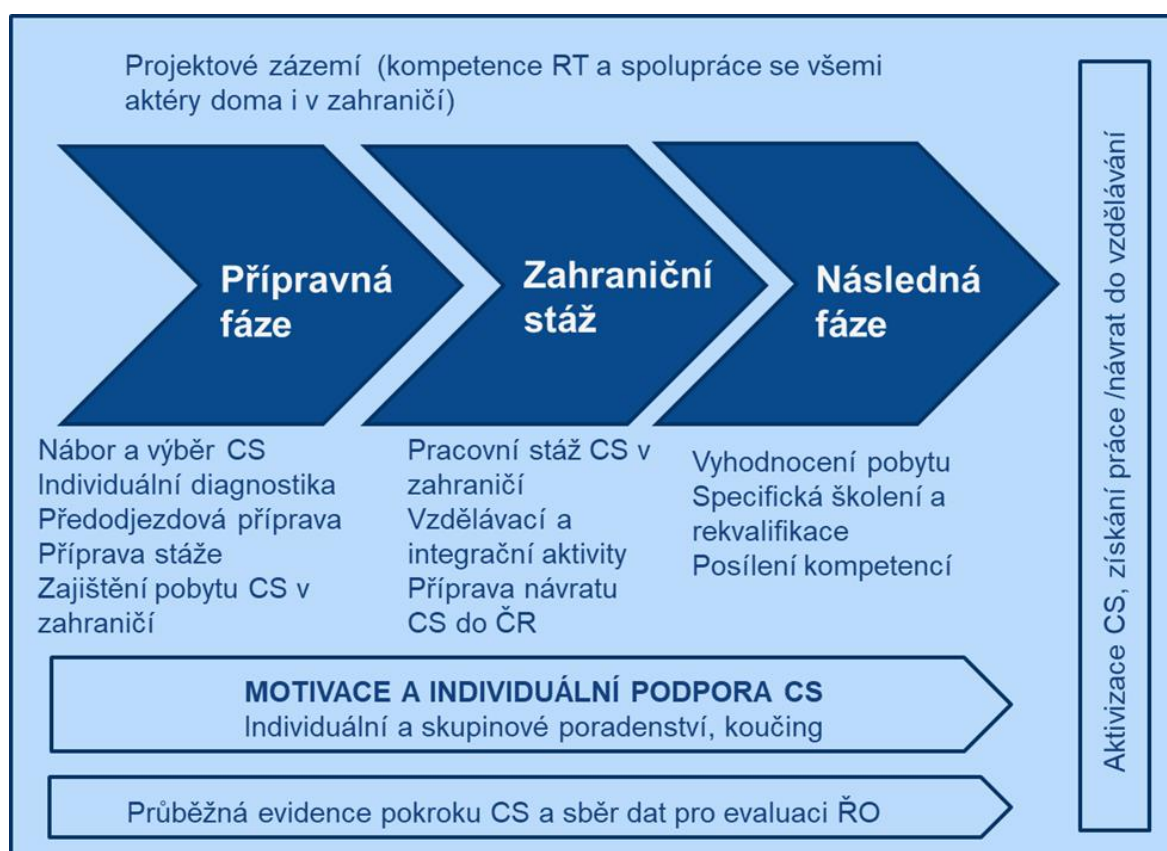 Projektové zázemí  (kompetence RT a spolupráce se všemi
aktéry doma i v zahraničí)
Přípravná
fáze
Zahraniční
stáž
Následná
fáze
Nábor a výběr CS
Individuální diagnostika
Předodjezdová příprava
Příprava stáže
Zajištění pobytu CS v
zahraničí
Pracovní stáž CS v
zahraničí
Vzdělávací a
integrační aktivity
Příprava návratu
CS do ČR
Vyhodnocení pobytu
Specifická školení a
rekvalifikace
Posílení kompetencí
MOTIVACE A INDIVIDUÁLNÍ PODPORA CS
Individuální a skupinové poradenství, koučing
Průběžná evidence pokroku CS a sběr dat pro evaluaci ŘO
Aktivizace CS, získání práce /návrat do vzdělávání